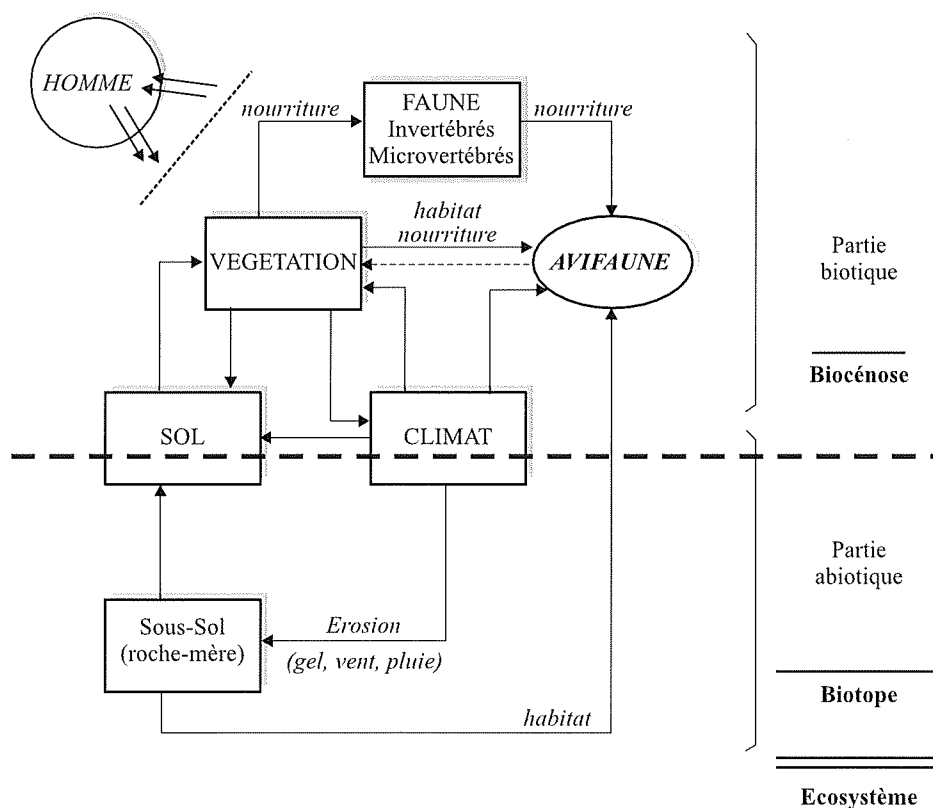 HOMME
nourriture
FAUNE
Invertébrés
Microvertébrés
nourriture
habitat
nourriture
VEGETATION
AVIFAUNE
Partie
biotique
Biocénose
SOL
CLIMAT
Partie
abiotique
Sous-Sol
(roche-mère)
Erosion
(gel, vent, pluie)
habitat
Biotope
Ecosystème